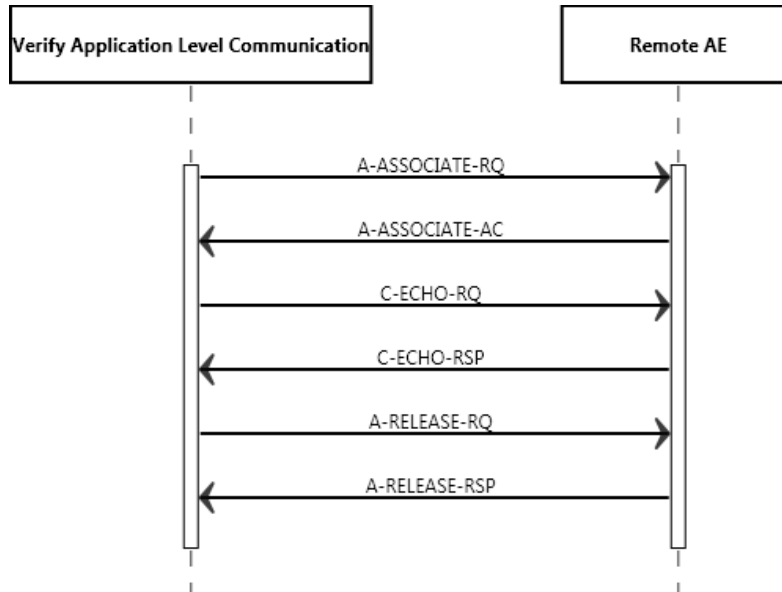 Verify Application Level Communication
Remote AE
A-ASSOCIATE-RQ
A-ASSOCIATE-AC
C-ECHO-RQ
C-ECHO-RSP
A-RELEASE-RQ
A-RELEASE-RSP